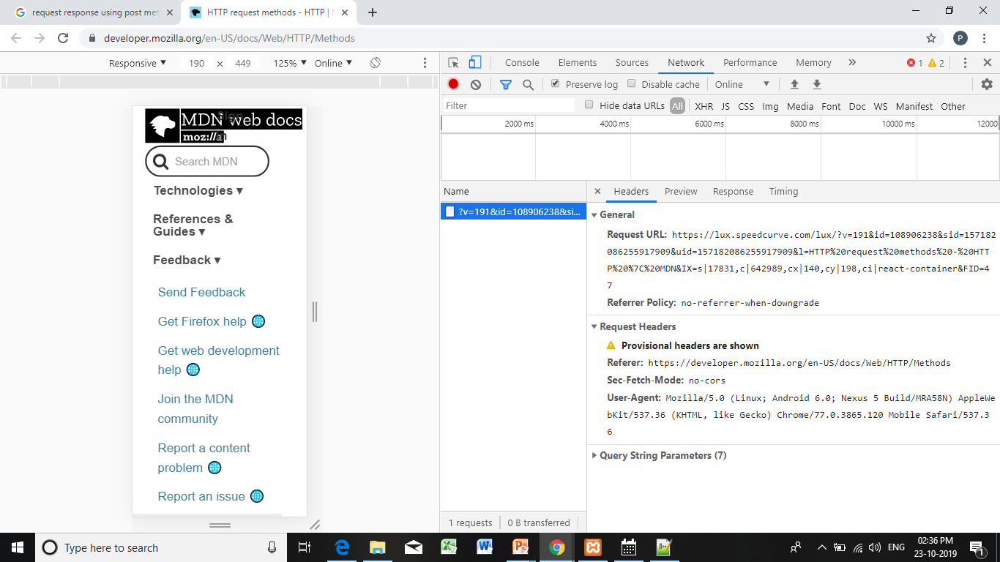 request response using post met
HTTP request methods - HTTP | M
developer.mozilla.org/en-US/docs/Web/HTTP/Methods
P
Responsive ▼ 190 × 449 125% ▼ Online ▼
Console Elements Sources Network Performance Memory » 1 2
Preserve log Disable cache Online ▼
Filter Hide data URLs All XHR JS CSS Img Media Font Doc WS Manifest Other
2000 ms 4000 ms 6000 ms 8000 ms 10000 ms 12000
MDN web docs
moz://a
Sign
in
Search MDN
Technologies ▾
References &
Guides ▾
Feedback ▾
Send Feedback
Get Firefox help
Get web development
help
Join the MDN
community
Report a content
problem
Report an issue
Name
?v=191&id=108906238&si...
1 requests 0 B transferred
× Headers Preview Response Timing
General
Request URL: https://lux.speedcurve.com/lux/?v=191&id=108906238&sid=157182
086255917909&uid=157182086255917909&l=HTTP%20request%20methods%20-%20HTT
P%20%7C%20MDN&IX=s|17831,c|642989,cx|140,cy|198,ci|react-container&FID=4
7
Referrer Policy: no-referrer-when-downgrade
Request Headers
Provisional headers are shown
Referer: https://developer.mozilla.org/en-US/docs/Web/HTTP/Methods
Sec-Fetch-Mode: no-cors
User-Agent: Mozilla/5.0 (Linux; Android 6.0; Nexus 5 Build/MRA58N) AppleWe
bKit/537.36 (KHTML, like Gecko) Chrome/77.0.3865.120 Mobile Safari/537.3
6
Query String Parameters (7)
Type here to search
ENG
02:36 PM
23-10-2019
1